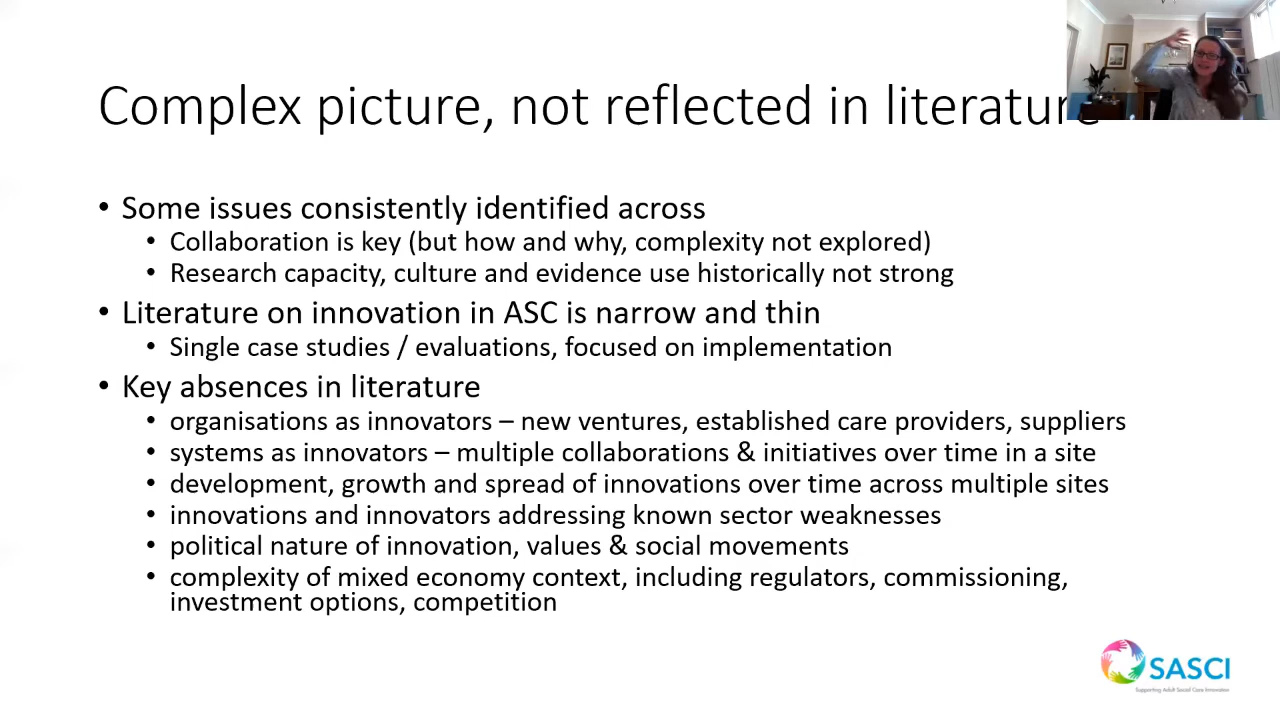 Complex picture, not reflected in literature
• Some issues consistently identified across
• Collaboration is key (but how and why, complexity not explored)
• Research capacity, culture and evidence use historically not strong
• Literature on innovation in ASC is narrow and thin
• Single case studies / evaluations, focused on implementation
• Key absences in literature
• organisations as innovators – new ventures, established care providers, suppliers
• systems as innovators – multiple collaborations & initiatives over time in a site
• development, growth and spread of innovations over time across multiple sites
• innovations and innovators addressing known sector weaknesses
• political nature of innovation, values & social movements
• complexity of mixed economy context, including regulators, commissioning,
investment options, competition
SASCI
Supporting Adult Social Care Innovation